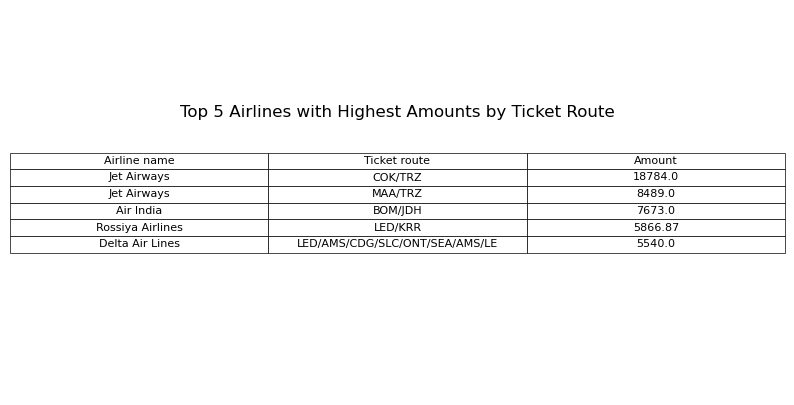 Top 5 Airlines with Highest Amounts by Ticket Route
Airline name Ticket route Amount
Jet Airways COK/TRZ 18784.0
Jet Airways MAA/TRZ 8489.0
Air India BOM/JDH 7673.0
Rossiya Airlines LED/KRR 5866.87
Delta Air Lines LED/AMS/CDG/SLC/ONT/SEA/AMS/LE 5540.0